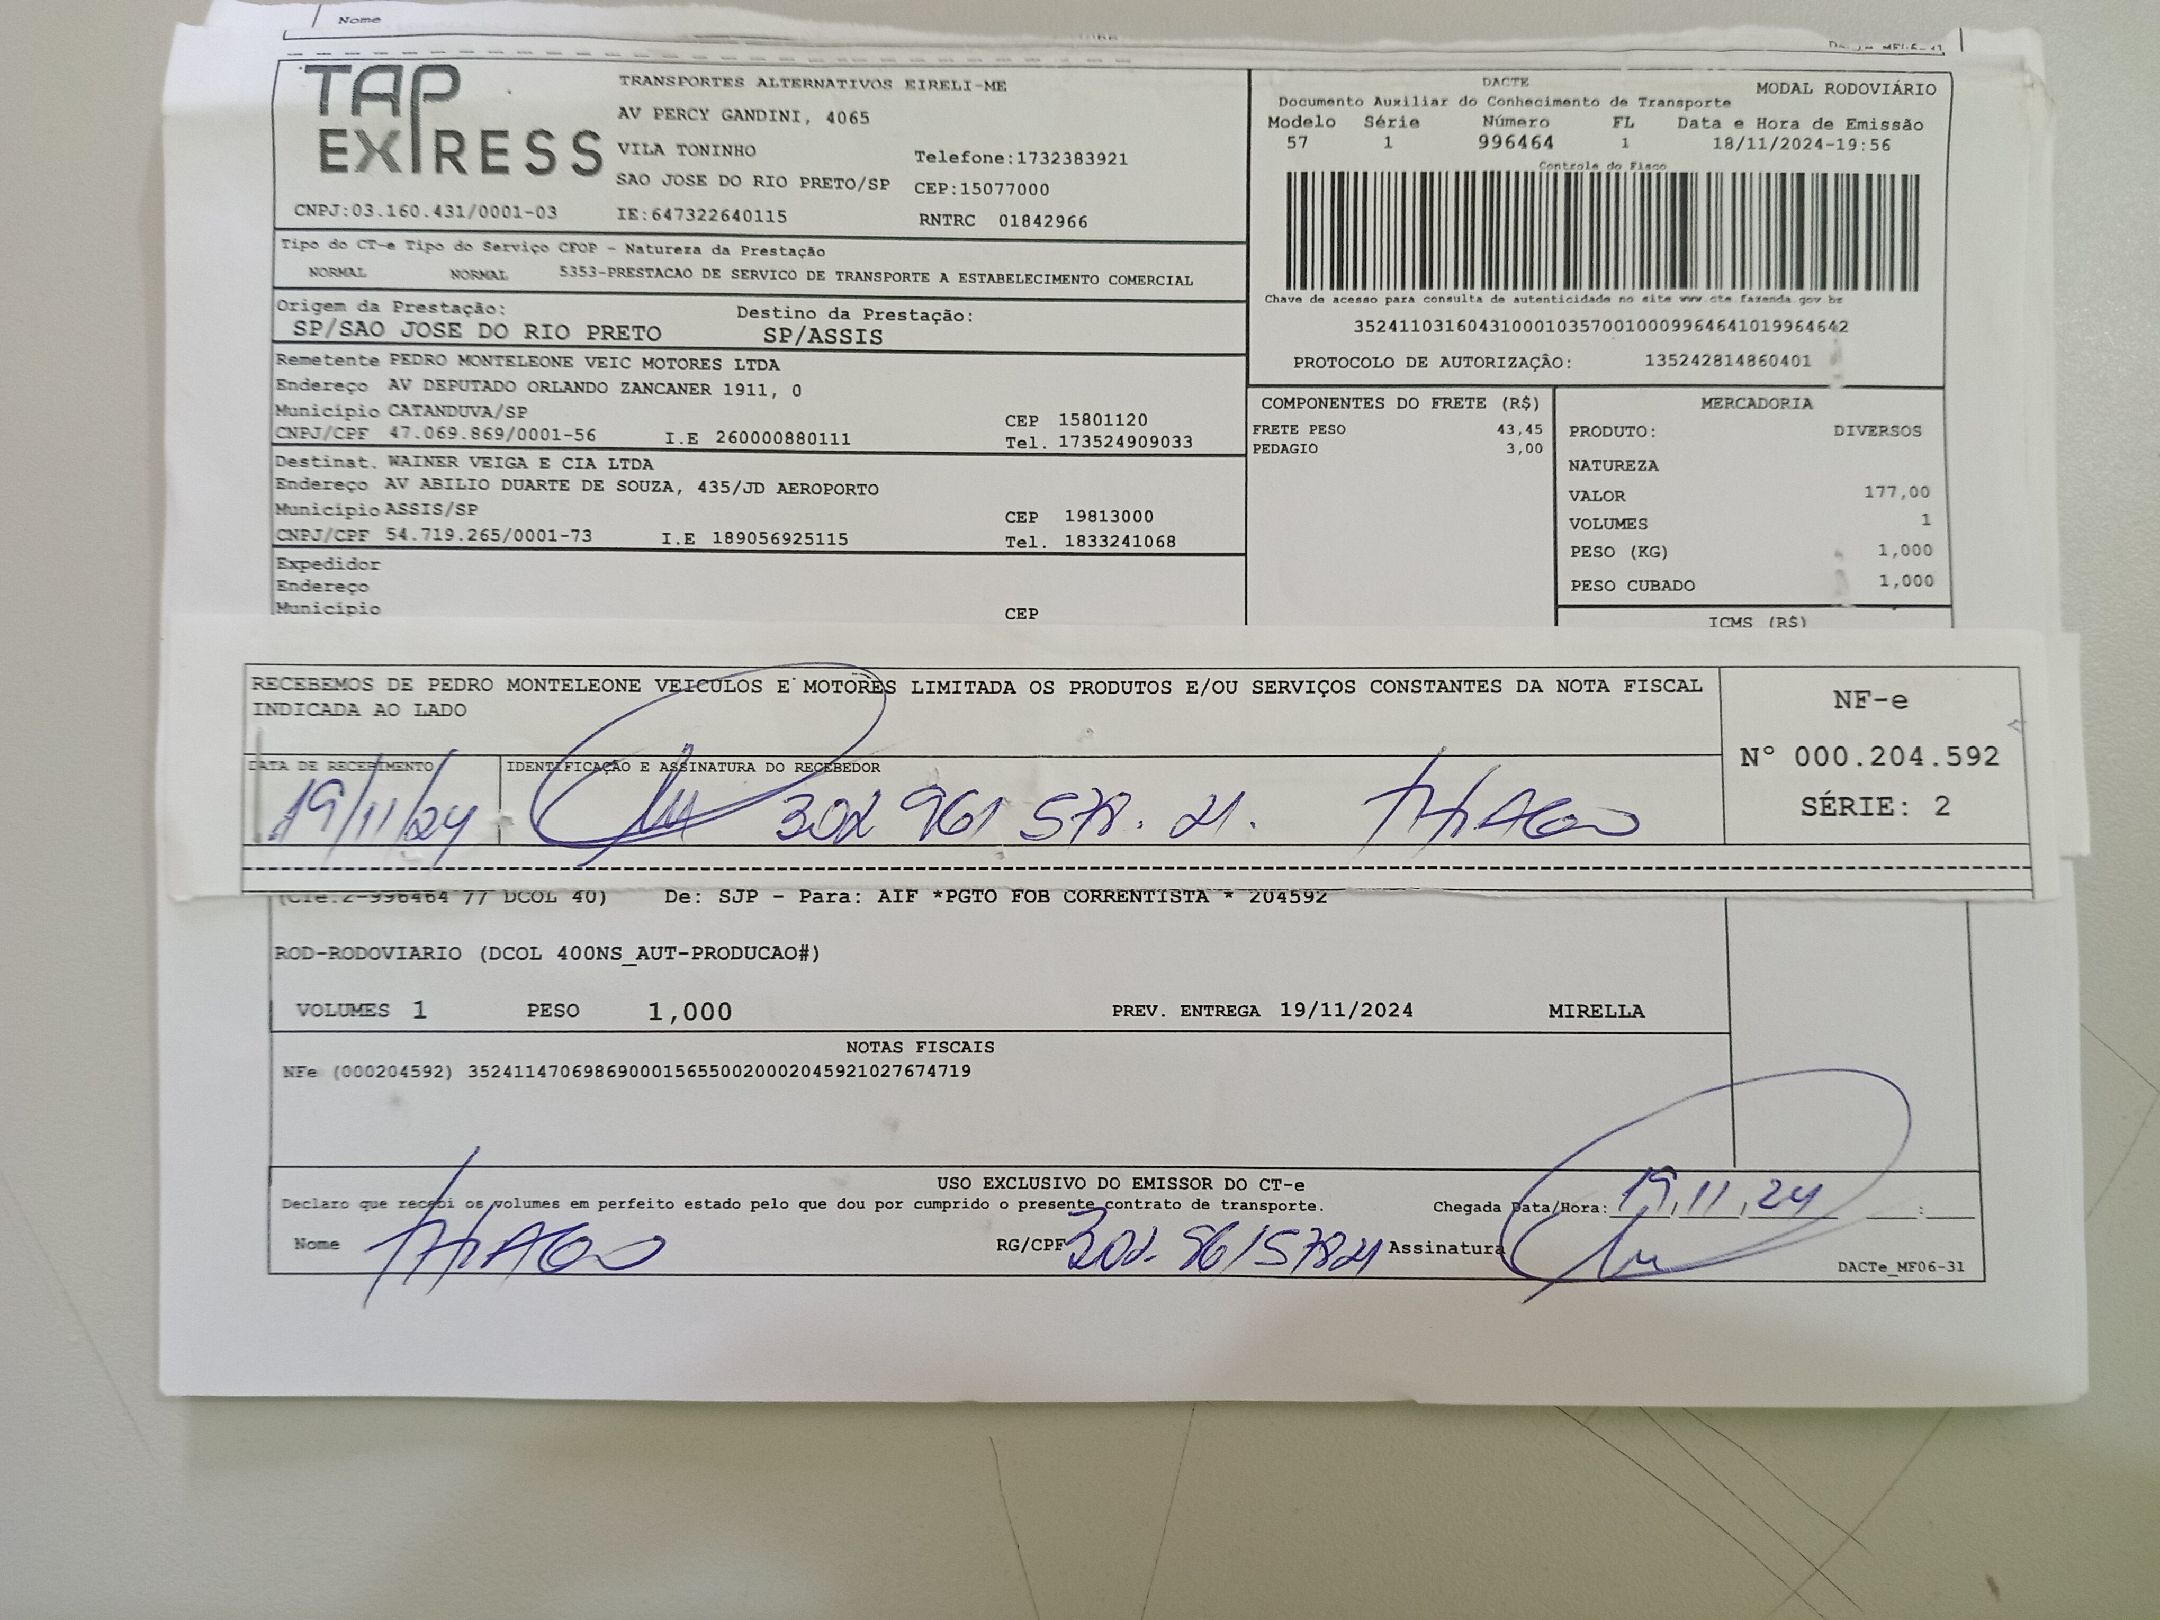 Nome
TAP EXPRESS
TRANSPORTES ALTERNATIVOS EIRELI-ME
AV PERCY GANDINI, 4065
VILA TONINHO Telefone:1732383921
SAO JOSE DO RIO PRETO/SP CEP:15077000
CNPJ:03.160.431/0001-03 IE:647322640115 RNTRC 01842966
DACTE MODAL RODOVIÁRIO
Documento Auxiliar do Conhecimento de Transporte
Modelo Série Número FL Data e Hora de Emissão
57 1 996464 1 18/11/2024-19:56
Controle do Fisco
Chave de acesso para consulta de autenticidade no site www.cte.fazenda.gov br
35241103160431000103570010009964641019964642
PROTOCOLO DE AUTORIZAÇÃO: 135242814860401
Tipo do CT-e Tipo do Serviço CFOP - Natureza da Prestação
NORMAL NORMAL 5353-PRESTACAO DE SERVICO DE TRANSPORTE A ESTABELECIMENTO COMERCIAL
Origem da Prestação: Destino da Prestação:
SP/SAO JOSE DO RIO PRETO SP/ASSIS
Remetente PEDRO MONTELEONE VEIC MOTORES LTDA
Endereço AV DEPUTADO ORLANDO ZANCANER 1911, 0
Município CATANDUVA/SP CEP 15801120
CNPJ/CPF 47.069.869/0001-56 I.E 260000880111 Tel. 173524909033
Destinat. WAINER VEIGA E CIA LTDA
Endereço AV ABILIO DUARTE DE SOUZA, 435/JD AEROPORTO
Município ASSIS/SP CEP 19813000
CNPJ/CPF 54.719.265/0001-73 I.E 189056925115 Tel. 1833241068
Expedidor
Endereço
Município CEP
COMPONENTES DO FRETE (R$)
FRETE PESO 43,45
PEDAGIO 3,00
MERCADORIA
PRODUTO: DIVERSOS
NATUREZA
VALOR 177,00
VOLUMES 1
PESO (KG) 1,000
PESO CUBADO 1,000
ICMS (R$)
RECEBEMOS DE PEDRO MONTELEONE VEICULOS E MOTORES LIMITADA OS PRODUTOS E/OU SERVIÇOS CONSTANTES DA NOTA FISCAL
INDICADA AO LADO
DATA DE RECEBIMENTO IDENTIFICAÇÃO E ASSINATURA DO RECEBEDOR
19/11/24 302 961 578.21. THIAGO
NF-e
Nº 000.204.592
SÉRIE: 2
(Cte:2-996464 77 DCOL 40) De: SJP - Para: AIF *PGTO FOB CORRENTISTA * 204592
ROD-RODOVIARIO (DCOL 400NS_AUT-PRODUCAO#)
VOLUMES 1 PESO 1,000 PREV. ENTREGA 19/11/2024 MIRELLA
NOTAS FISCAIS
NFe (000204592) 35241147069869000156550020002045921027674719
USO EXCLUSIVO DO EMISSOR DO CT-e
Declaro que recebi os volumes em perfeito estado pelo que dou por cumprido o presente contrato de transporte. Chegada Data/Hora: 19,11,24 :
Nome THIAGO RG/CPF 302.96157821 Assinatura
DACTe_MF06-31